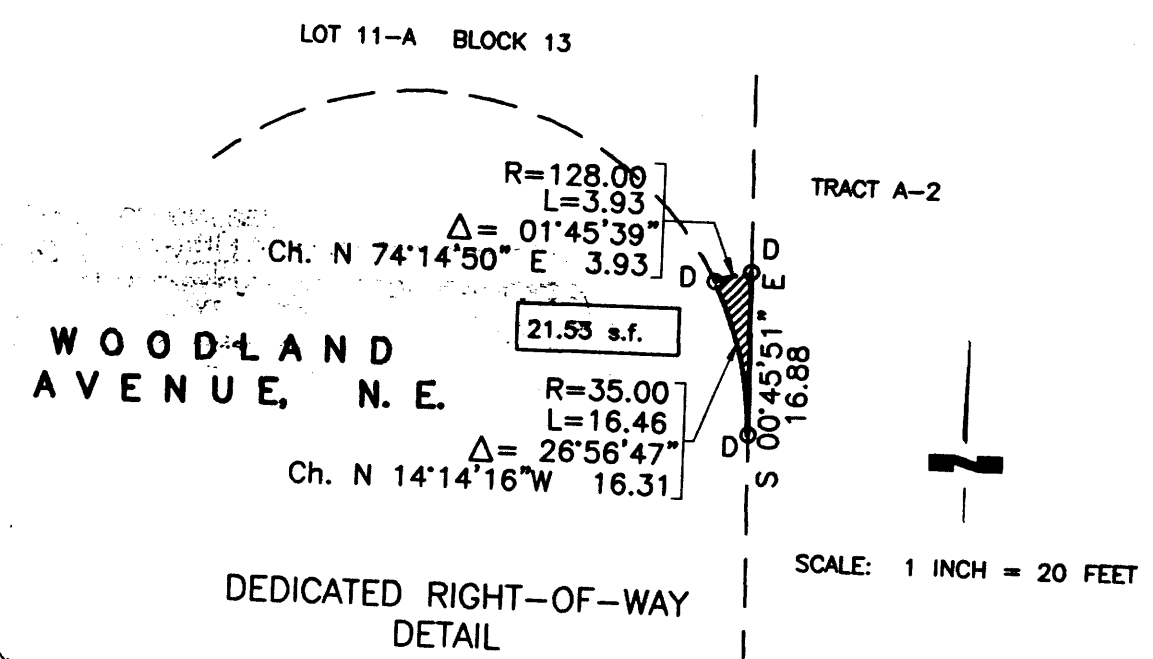 LOT 11-A BLOCK 13
R=128.00
L=3.93
Δ= 01°45'39"
Ch. N 74°14'50" E 3.93
TRACT A-2
D
D
21.53 s.f.
WOODLAND
AVENUE, N.E.
R=35.00
L=16.46
Δ= 26°56'47"
Ch. N 14°14'16"W 16.31
D
S 00°45'51" E
16.88
SCALE: 1 INCH = 20 FEET
DEDICATED RIGHT-OF-WAY
DETAIL